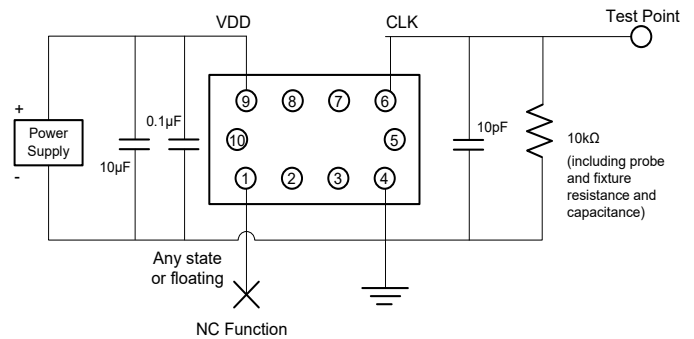 Test Point
VDD
CLK
+
Power
Supply
-
10µF
0.1µF
9
8
7
6
10
5
1
2
3
4
10pF
10kΩ
(including probe
and fixture
resistance and
capacitance)
Any state
or floating
NC Function